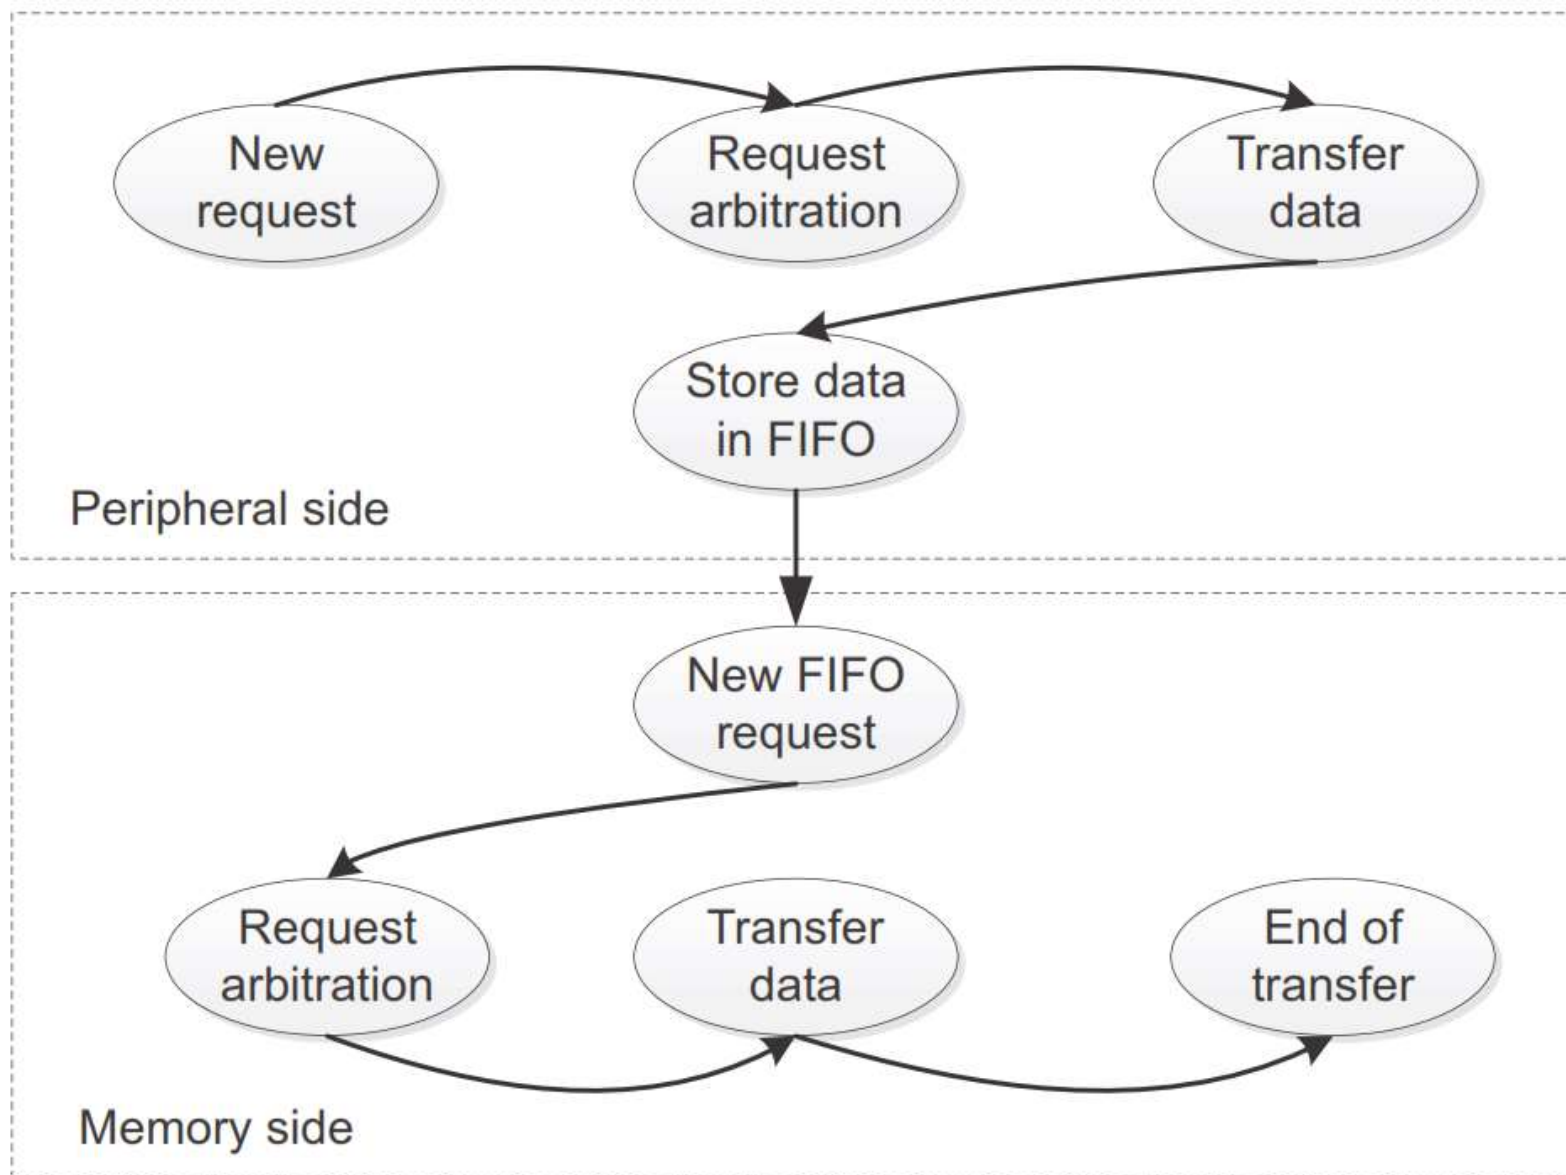 New
request
Request
arbitration
Transfer
data
Store data
in FIFO
Peripheral side
New FIFO
request
Request
arbitration
Transfer
data
End of
transfer
Memory side